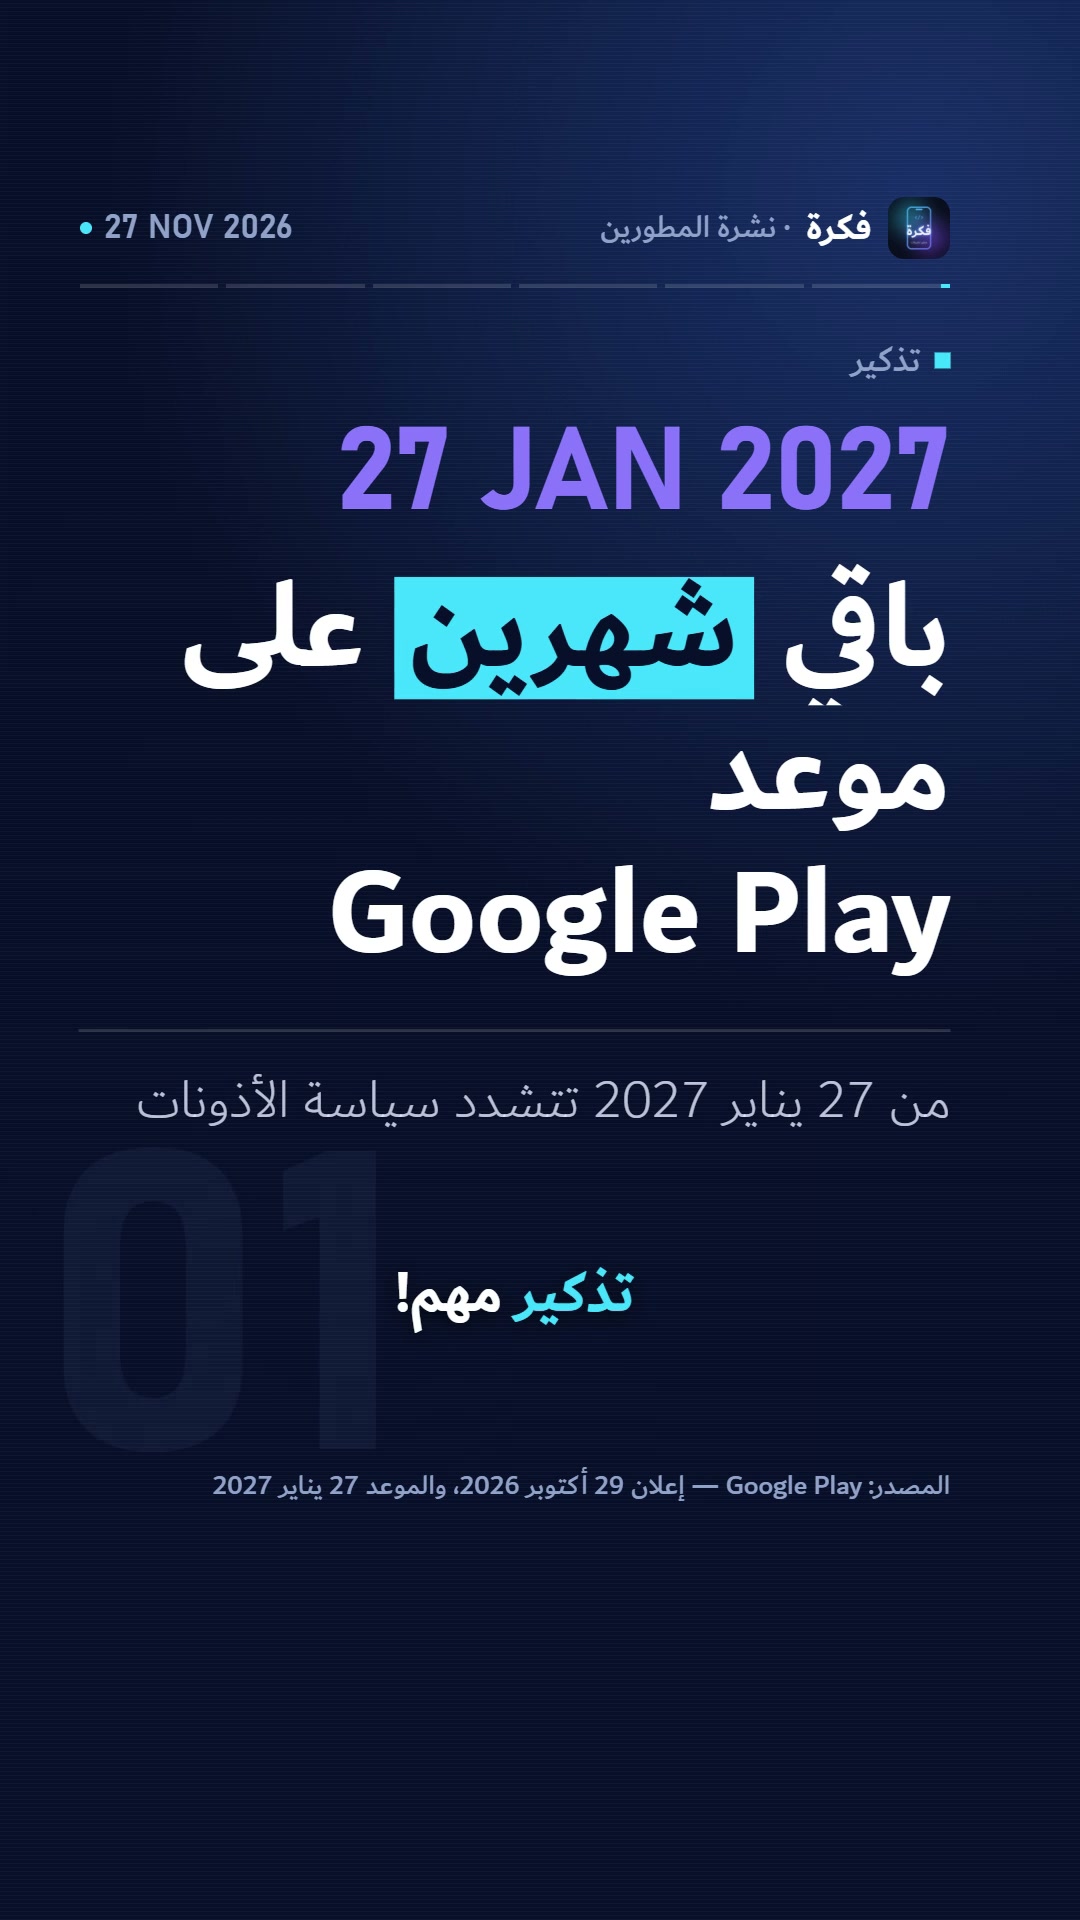 فكرة
فكرة · نشرة المطورين
27 NOV 2026
تذكير
27 JAN 2027
باقي شهرين على
موعد
Google Play
من 27 يناير 2027 تتشدد سياسة الأذونات
01
تذكير مهم!
المصدر: Google Play — إعلان 29 أكتوبر 2026، والموعد 27 يناير 2027